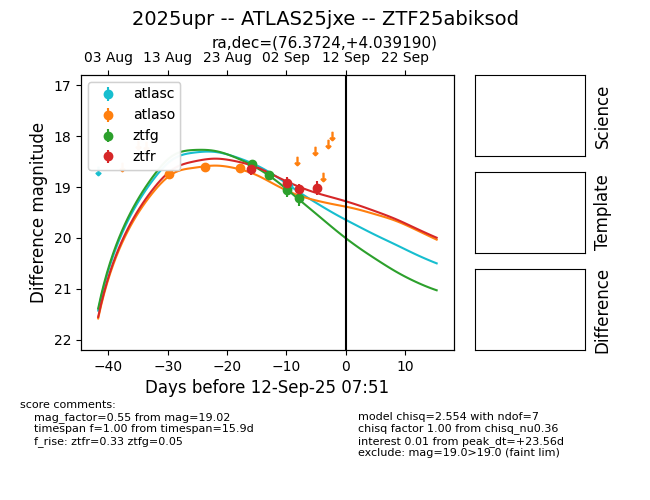 2025upr -- ATLAS25jxe -- ZTF25abiksod
ra,dec=(76.3724,+4.039190)
03 Aug 13 Aug 23 Aug 02 Sep 12 Sep 22 Sep
atlasc
atlaso
ztfg
ztfr
17
18
19
20
21
22
Difference magnitude
−40 −30 −20 −10 0 10
Days before 12-Sep-25 07:51
Science
Template
Difference
score comments:
mag_factor=0.55 from mag=19.02
timespan f=1.00 from timespan=15.9d
f_rise: ztfr=0.33 ztfg=0.05
model chisq=2.554 with ndof=7
chisq factor 1.00 from chisq_nu0.36
interest 0.01 from peak_dt=+23.56d
exclude: mag=19.0>19.0 (faint lim)